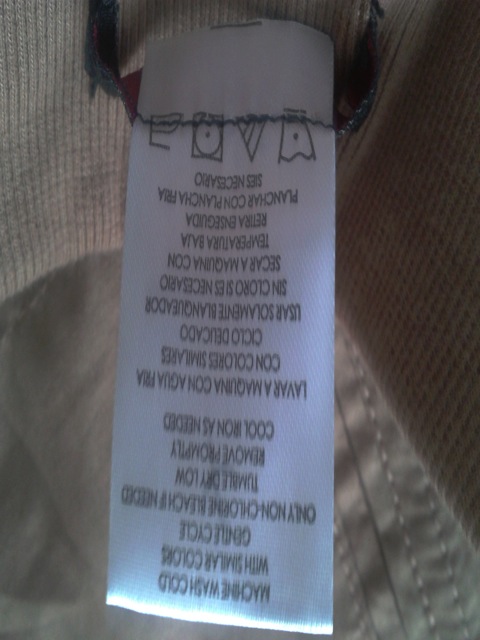 MACHINE WASH COLD
WITH SIMILAR COLORS
GENTLE CYCLE
ONLY NON-CHLORINE BLEACH IF NEEDED
TUMBLE DRY LOW
REMOVE PROMPTLY
COOL IRON AS NEEDED
LAVAR A MAQUINA CON AGUA FRIA
CON COLORES SIMILARES
CICLO DELICADO
USAR SOLAMENTE BLANQUEADOR
SIN CLORO SI ES NECESARIO
SECAR A MAQUINA CON
TEMPERATURA BAJA
RETIRA ENSEGUIDA
PLANCHAR CON PLANCHA FRIA
SIES NECESARIO